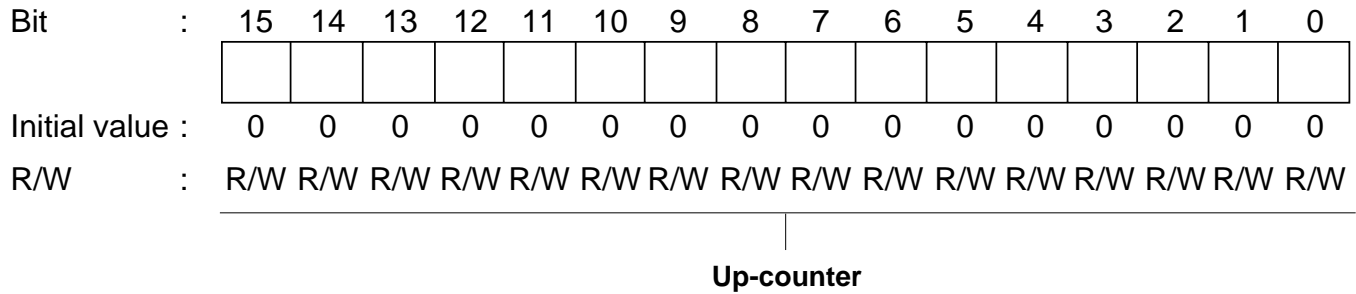 Bit : 15 14 13 12 11 10 9 8 7 6 5 4 3 2 1 0
Initial value : 0 0 0 0 0 0 0 0 0 0 0 0 0 0 0 0
R/W : R/W R/W R/W R/W R/W R/W R/W R/W R/W R/W R/W R/W R/W R/W R/W R/W
Up-counter